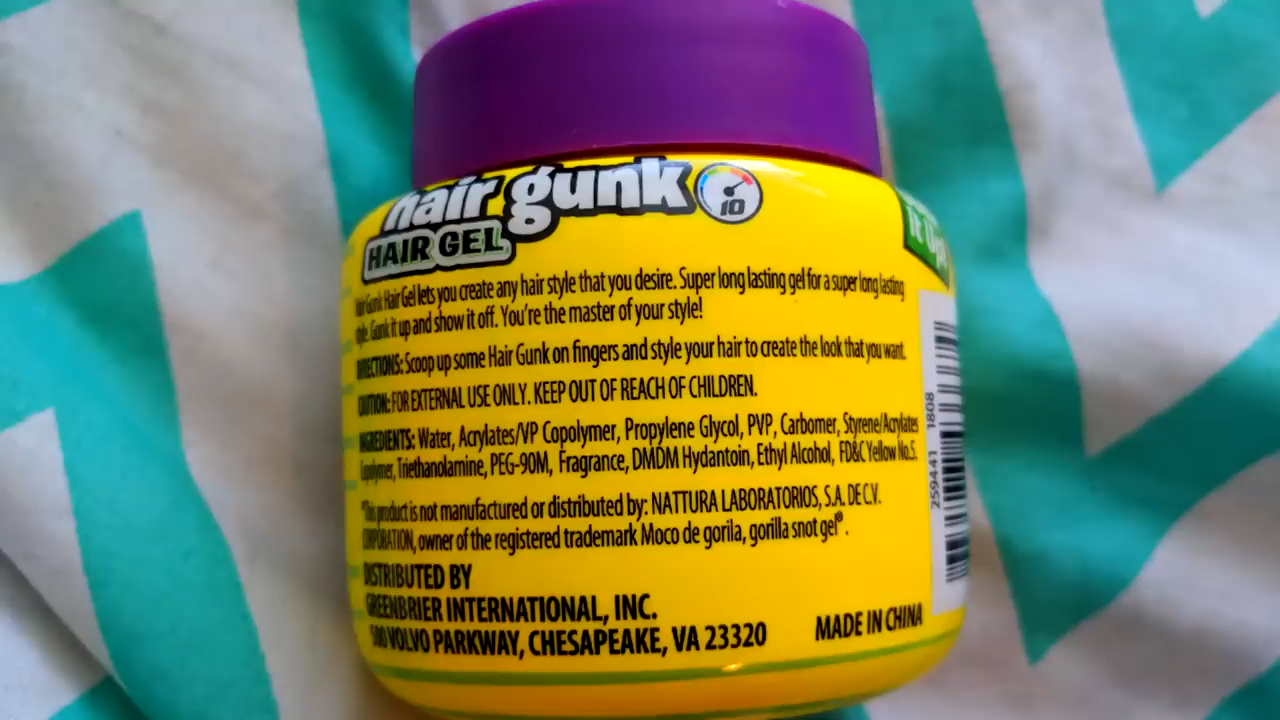 hair gunk
10
HAIR GEL
it Up!
Hair Gunk Hair Gel lets you create any hair style that you desire. Super long lasting gel for a super long lasting
style. Gunk it up and show it off. You're the master of your style!
DIRECTIONS: Scoop up some Hair Gunk on fingers and style your hair to create the look that you want.
CAUTION: FOR EXTERNAL USE ONLY. KEEP OUT OF REACH OF CHILDREN.
INGREDIENTS: Water, Acrylates/VP Copolymer, Propylene Glycol, PVP, Carbomer, Styrene/Acrylates
Copolymer, Triethanolamine, PEG-90M, Fragrance, DMDM Hydantoin, Ethyl Alcohol, FD&C Yellow No.5.
*This product is not manufactured or distributed by: NATTURA LABORATORIOS, S.A. DE C.V.
CORPORATION, owner of the registered trademark Moco de gorila, gorilla snot gel®.
DISTRIBUTED BY
GREENBRIER INTERNATIONAL, INC.
500 VOLVO PARKWAY, CHESAPEAKE, VA 23320
MADE IN CHINA
259441 1808